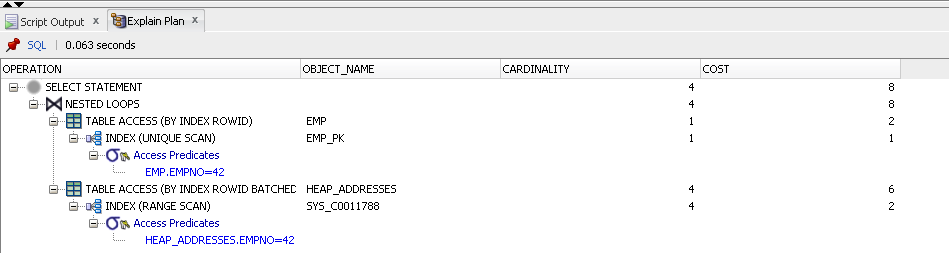 Script Output x Explain Plan x
SQL | 0.063 seconds
OPERATION OBJECT_NAME CARDINALITY COST
SELECT STATEMENT 4 8
NESTED LOOPS 4 8
TABLE ACCESS (BY INDEX ROWID) EMP 1 2
INDEX (UNIQUE SCAN) EMP_PK 1 1
Access Predicates
EMP.EMPNO=42
TABLE ACCESS (BY INDEX ROWID BATCHED HEAP_ADDRESSES 4 6
INDEX (RANGE SCAN) SYS_C0011788 4 2
Access Predicates
HEAP_ADDRESSES.EMPNO=42